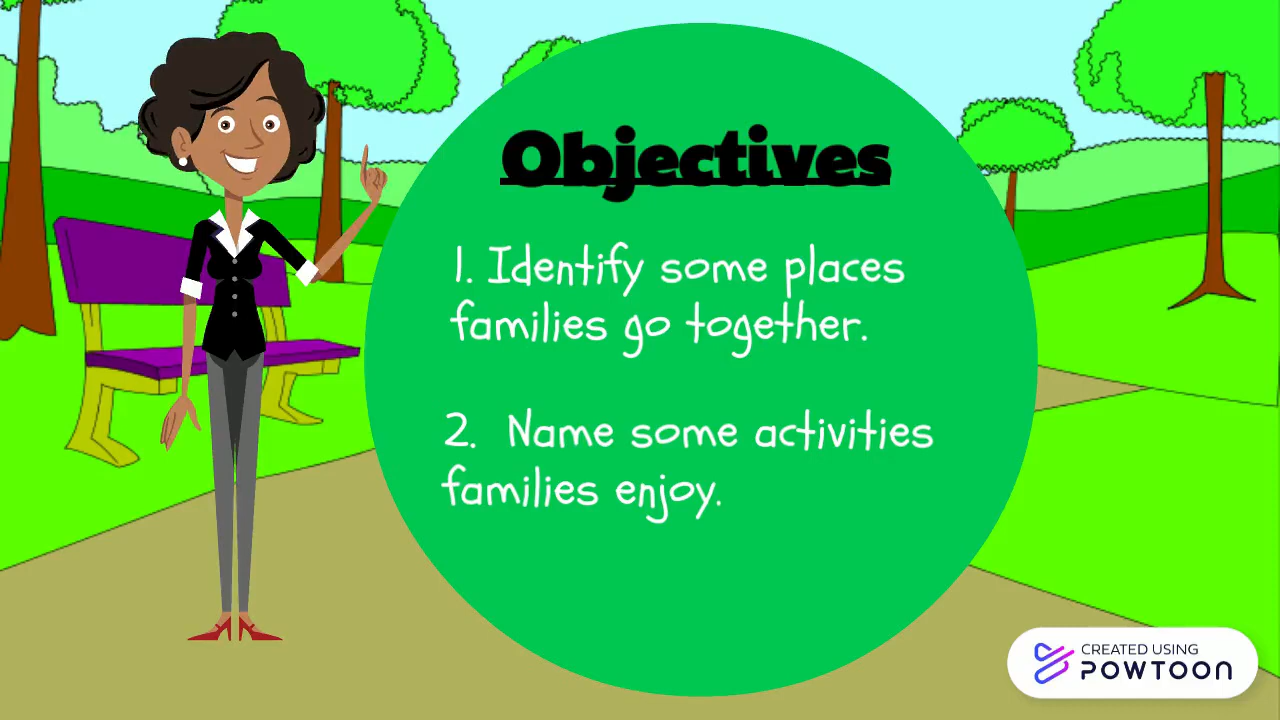 Objectives
1. Identify some places
families go together.
2. Name some activities
families enjoy.
CREATED USING
POWTOON